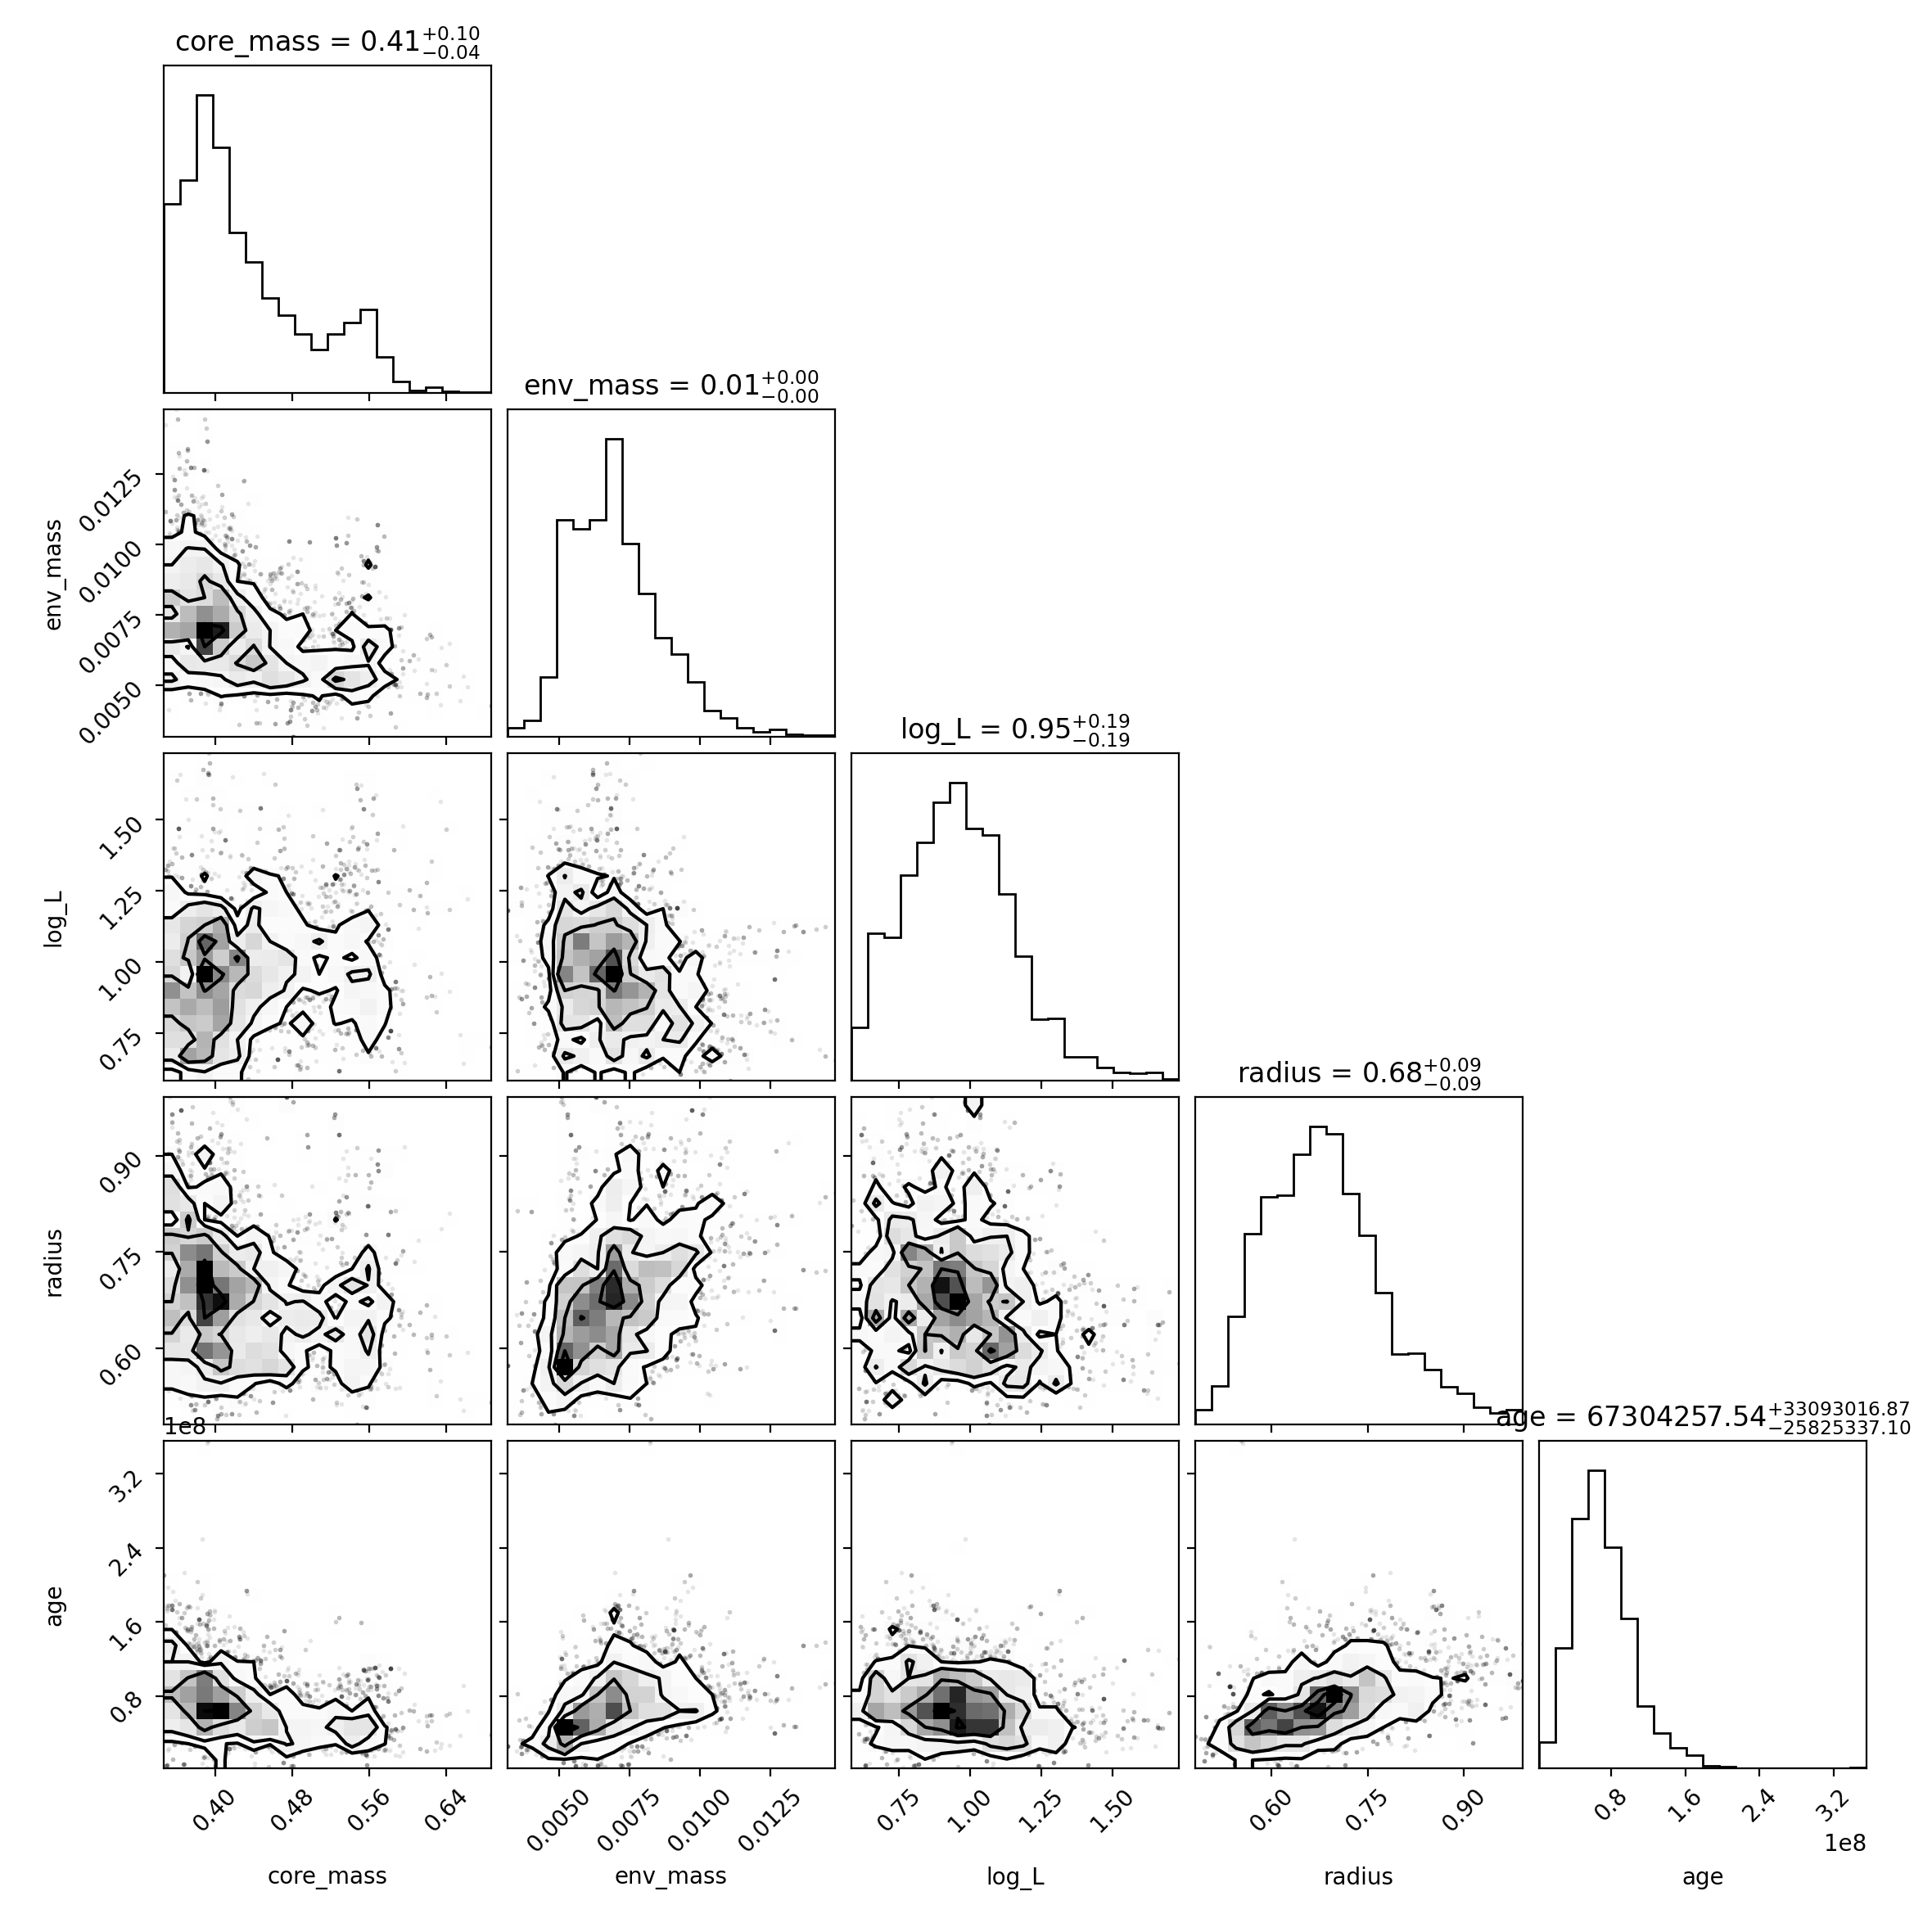 core_mass = 0.41+0.10 −0.04
env_mass = 0.01+0.00 −0.00
0.0125
0.0100
0.0075
0.0050
env_mass
log_L = 0.95+0.19 −0.19
1.50
1.25
1.00
0.75
log_L
radius = 0.68+0.09 −0.09
0.90
0.75
0.60
radius
1e8
age = 67304257.54+33093016.87 −25825337.10
3.2
2.4
1.6
0.8
age
0.40 0.48 0.56 0.64 0.0050 0.0075 0.0100 0.0125 0.75 1.00 1.25 1.50 0.60 0.75 0.90 0.8 1.6 2.4 3.2
1e8
core_mass env_mass log_L radius age